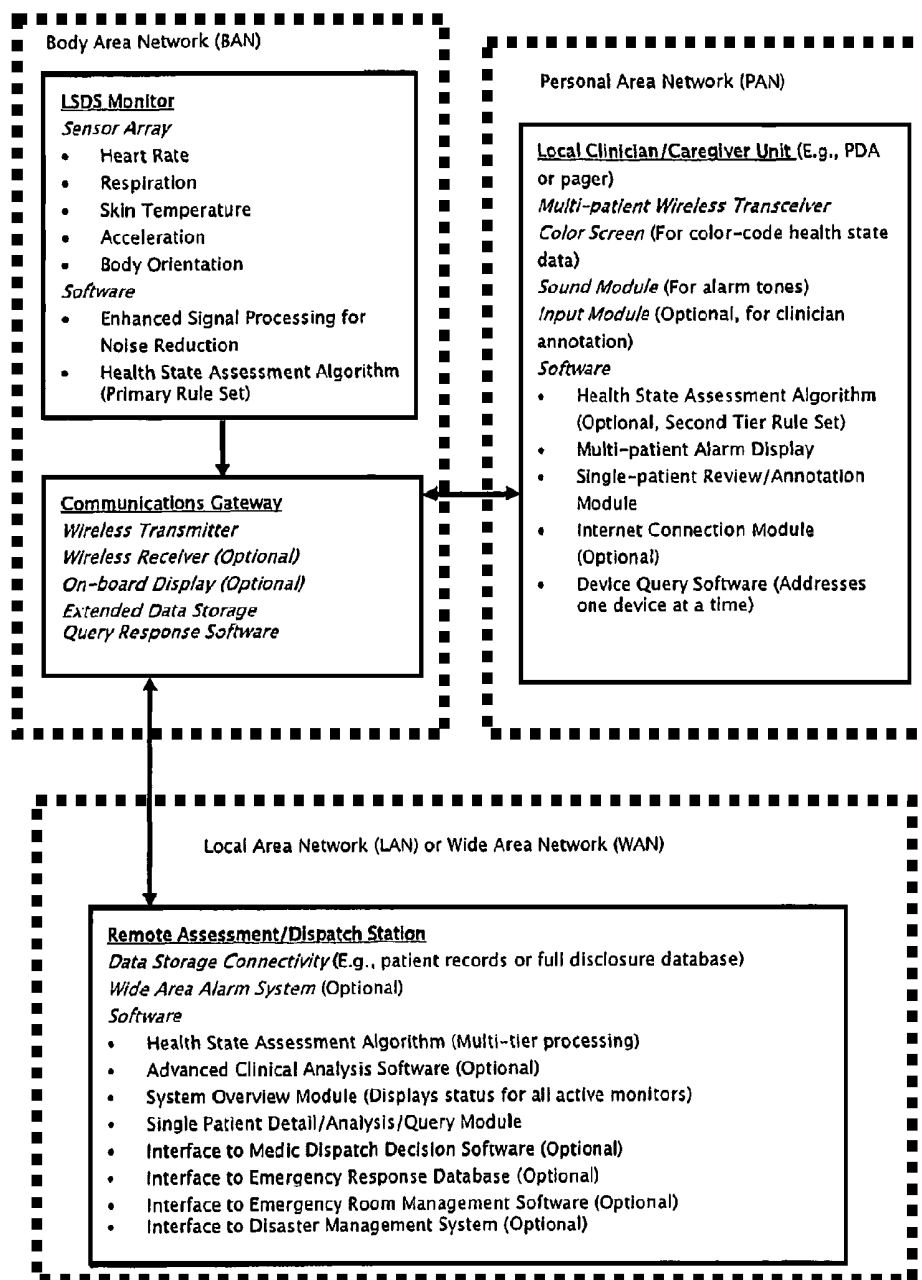 Body Area Network (BAN)
LSDS Monitor
Sensor Array
• Heart Rate
• Respiration
• Skin Temperature
• Acceleration
• Body Orientation
Software
• Enhanced Signal Processing for
Noise Reduction
• Health State Assessment Algorithm
(Primary Rule Set)
Communications Gateway
Wireless Transmitter
Wireless Receiver (Optional)
On-board Display (Optional)
Extended Data Storage
Query Response Software
Personal Area Network (PAN)
Local Clinician/Caregiver Unit (E.g., PDA
or pager)
Multi-patient Wireless Transceiver
Color Screen (For color-code health state
data)
Sound Module (For alarm tones)
Input Module (Optional, for clinician
annotation)
Software
• Health State Assessment Algorithm
(Optional, Second Tier Rule Set)
• Multi-patient Alarm Display
• Single-patient Review/Annotation
Module
• Internet Connection Module
(Optional)
• Device Query Software (Addresses
one device at a time)
Local Area Network (LAN) or Wide Area Network (WAN)
Remote Assessment/Dispatch Station
Data Storage Connectivity (E.g., patient records or full disclosure database)
Wide Area Alarm System (Optional)
Software
• Health State Assessment Algorithm (Multi-tier processing)
• Advanced Clinical Analysis Software (Optional)
• System Overview Module (Displays status for all active monitors)
• Single Patient Detail/Analysis/Query Module
• Interface to Medic Dispatch Decision Software (Optional)
• Interface to Emergency Response Database (Optional)
• Interface to Emergency Room Management Software (Optional)
• Interface to Disaster Management System (Optional)